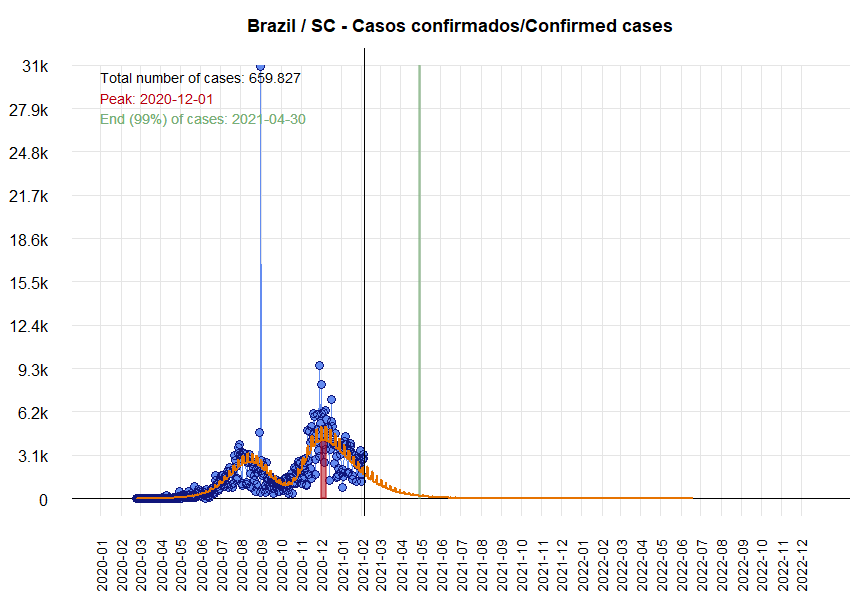 Brazil / SC - Casos confirmados/Confirmed cases
31k
Total number of cases: 659.827
Peak: 2020-12-01
27.9k
End (99%) of cases: 2021-04-30
24.8k
21.7k
18.6k
15.5k
12.4k
9.3k
6.2k
3.1k
0
2020-01
2020-02
2020-03
2020-04
2020-05
2020-06
2020-07
2020-08
2020-09
2020-10
2020-11
2020-12
2021-01
2021-02
2021-03
2021-04
2021-05
2021-06
2021-07
2021-08
2021-09
2021-10
2021-11
2021-12
2022-01
2022-02
2022-03
2022-04
2022-05
2022-06
2022-07
2022-08
2022-09
2022-10
2022-11
2022-12